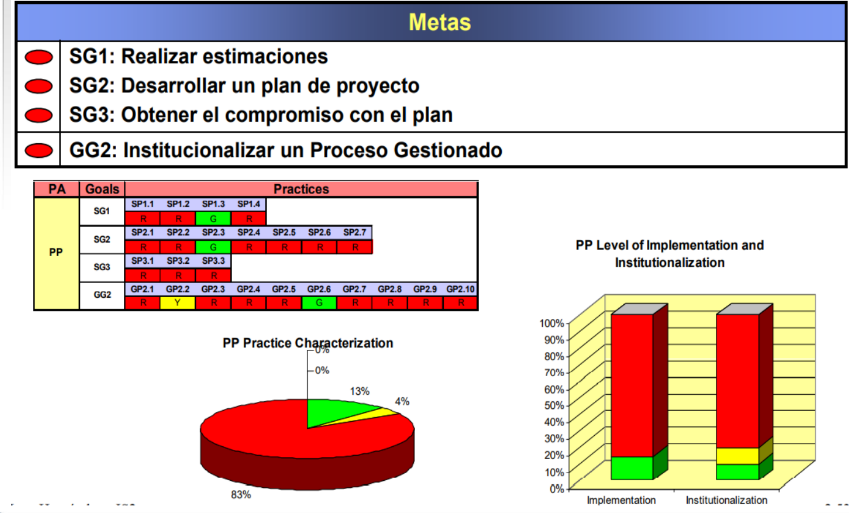 Metas
SG1: Realizar estimaciones
SG2: Desarrollar un plan de proyecto
SG3: Obtener el compromiso con el plan
GG2: Institucionalizar un Proceso Gestionado
PA Goals Practices
PP
SG1
SP1.1 SP1.2 SP1.3 SP1.4
R R G R
SG2
SP2.1 SP2.2 SP2.3 SP2.4 SP2.5 SP2.6 SP2.7
R R G R R R R
SG3
SP3.1 SP3.2 SP3.3
R R R
GG2
GP2.1 GP2.2 GP2.3 GP2.4 GP2.5 GP2.6 GP2.7 GP2.8 GP2.9 GP2.10
R Y R R R G R R R R
PP Practice Characterization
0%
0%
13%
4%
83%
PP Level of Implementation and
Institutionalization
100%
90%
80%
70%
60%
50%
40%
30%
20%
10%
0%
Implementation Institutionalization